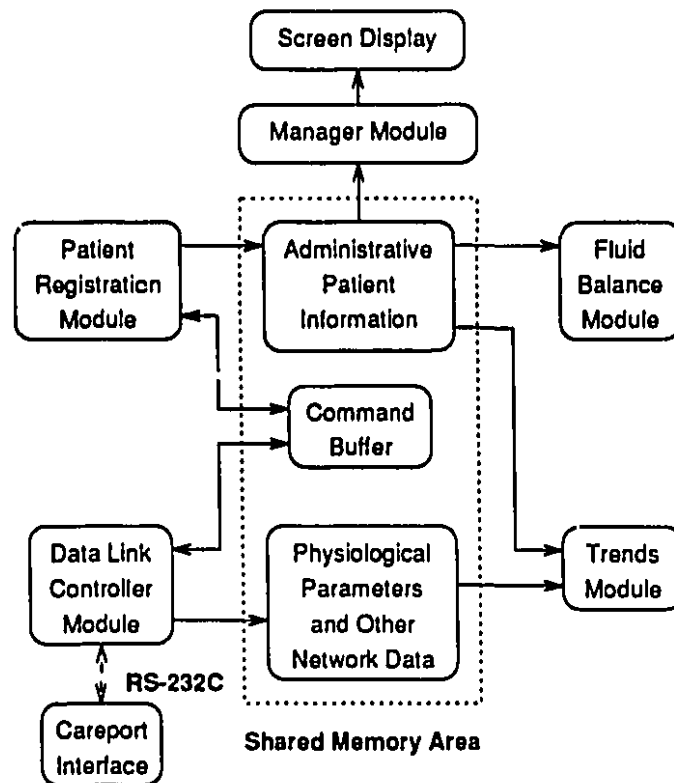 Screen Display
Manager Module
Patient
Registration
Module
Administrative
Patient
Information
Fluid
Balance
Module
Command
Buffer
Data Link
Controller
Module
Physiological
Parameters
and Other
Network Data
Trends
Module
RS-232C
Careport
Interface
Shared Memory Area